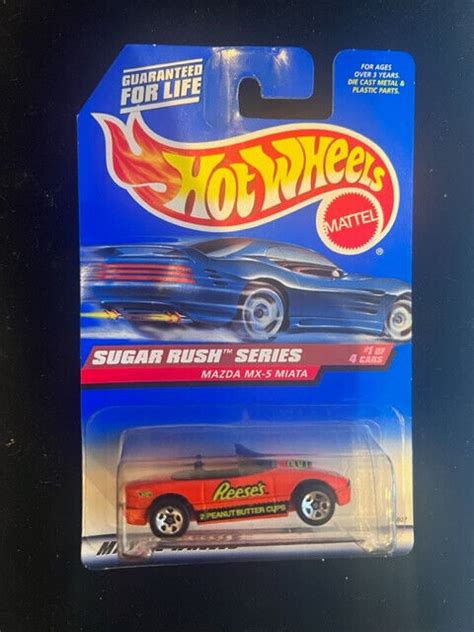 GUARANTEED
FOR LIFE
FOR AGES
OVER 3 YEARS.
DIE CAST METAL &
PLASTIC PARTS.
HOT WHEELS
MATTEL
®
SUGAR RUSH™ SERIES
#1 OF
4 CARS
MAZDA MX-5 MIATA
Reese's
2 PEANUT BUTTER CUPS